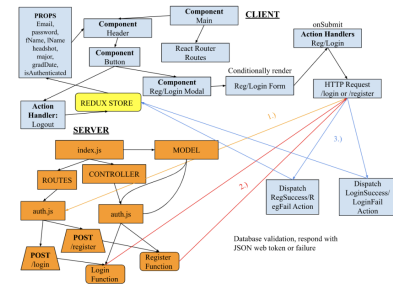 PROPS
Email,
password,
fName, lName
headshot,
major,
gradDate,
isAuthenticated
Component
Header
Component
Main
CLIENT
onSubmit
Action Handlers
Reg/Login
Component
Button
React Router
Routes
Conditionally render
Component
Reg/Login Modal
Reg/Login Form
HTTP Request
/login or /register
Action
Handler:
Logout
REDUX STORE
1.)
SERVER
3.)
index.js
MODEL
ROUTES
CONTROLLER
2.)
Dispatch
RegSuccess/R
egFail Action
Dispatch
LoginSuccess/
LoginFail
Action
auth.js
auth.js
POST
/register
POST
/login
Login
Function
Register
Function
Database validation, respond with
JSON web token or failure